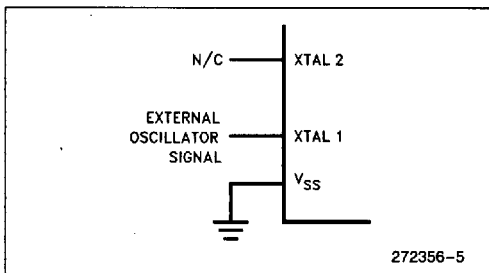 N/C
XTAL 2
EXTERNAL
OSCILLATOR
SIGNAL
XTAL 1
VSS
272356-5